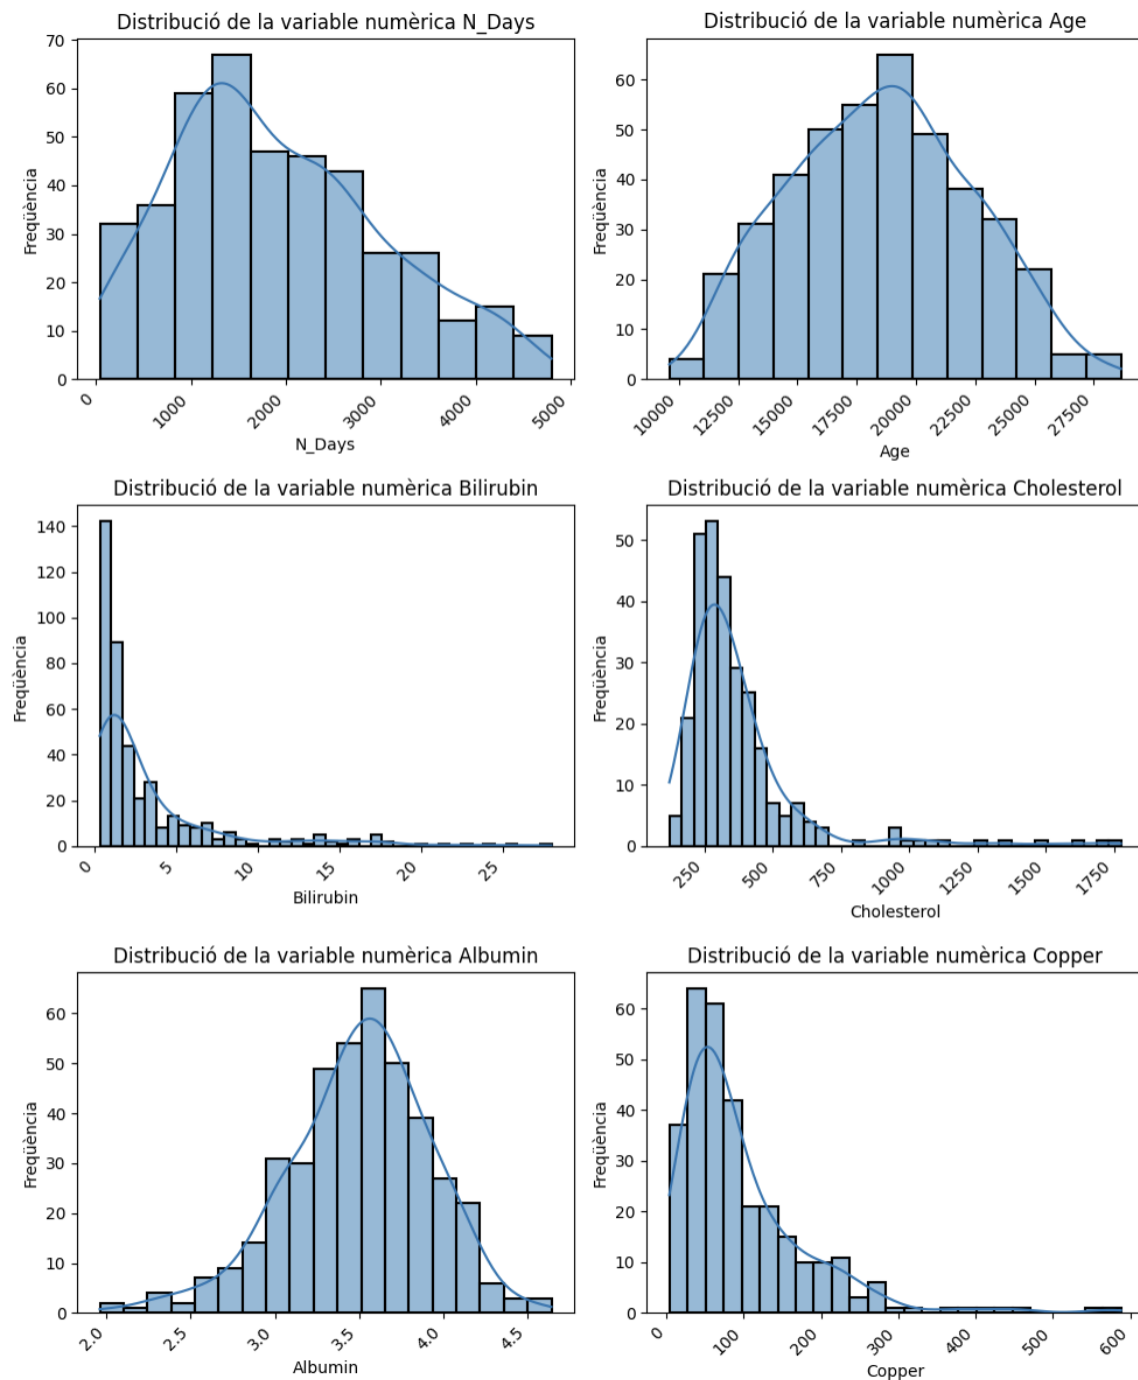 Distribució de la variable numèrica N_Days
Freqüència
70
60
50
40
30
20
10
0
0 1000 2000 3000 4000 5000
N_Days
Distribució de la variable numèrica Age
Freqüència
60
50
40
30
20
10
0
10000 12500 15000 17500 20000 22500 25000 27500
Age
Distribució de la variable numèrica Bilirubin
Freqüència
140
120
100
80
60
40
20
0
0 5 10 15 20 25
Bilirubin
Distribució de la variable numèrica Cholesterol
Freqüència
50
40
30
20
10
0
250 500 750 1000 1250 1500 1750
Cholesterol
Distribució de la variable numèrica Albumin
Freqüència
60
50
40
30
20
10
0
2.0 2.5 3.0 3.5 4.0 4.5
Albumin
Distribució de la variable numèrica Copper
Freqüència
70
60
50
40
30
20
10
0
0 100 200 300 400 500 600
Copper